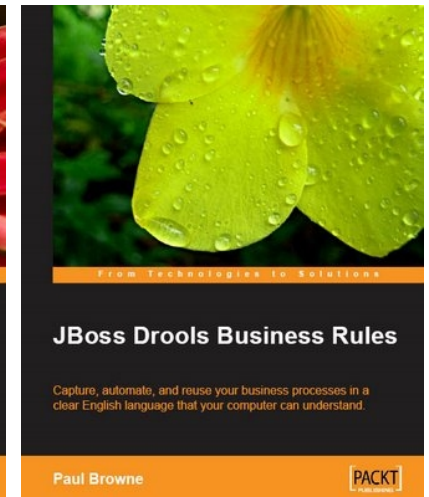 From Technologies to Solutions
JBoss Drools Business Rules
Capture, automate, and reuse your business processes in a
clear English language that your computer can understand.
Paul Browne
PACKT
PUBLISHING